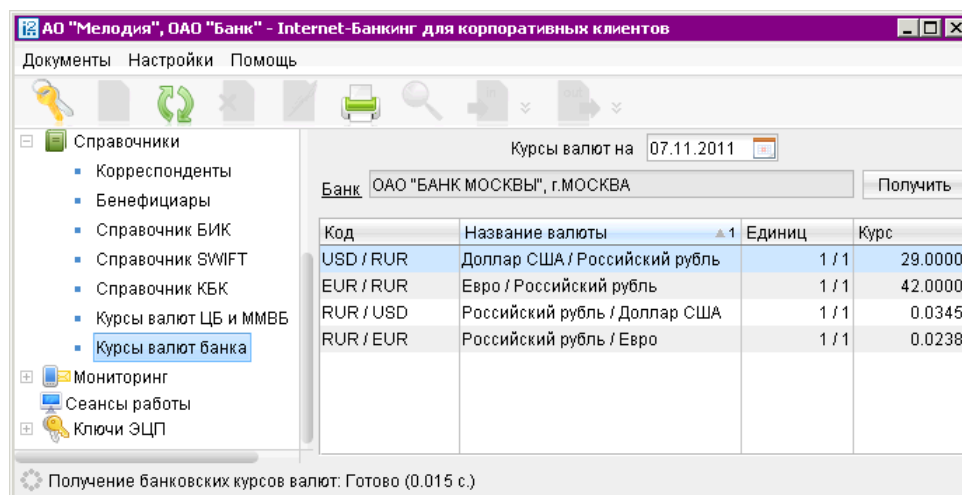 АО "Мелодия", ОАО "Банк" - Internet-Банкинг для корпоративных клиентов
Документы Настройки Помощь
in out
Справочники
Корреспонденты
Бенефициары
Справочник БИК
Справочник SWIFT
Справочник КБК
Курсы валют ЦБ и ММВБ
Курсы валют банка
Мониторинг
Сеансы работы
Ключи ЭЦП
Курсы валют на 07.11.2011
Банк ОАО "БАНК МОСКВЫ", г.МОСКВА Получить
Код Название валюты 1 Единиц Курс
USD / RUR Доллар США / Российский рубль 1 / 1 29.0000
EUR / RUR Евро / Российский рубль 1 / 1 42.0000
RUR / USD Российский рубль / Доллар США 1 / 1 0.0345
RUR / EUR Российский рубль / Евро 1 / 1 0.0238
Получение банковских курсов валют: Готово (0.015 с.)